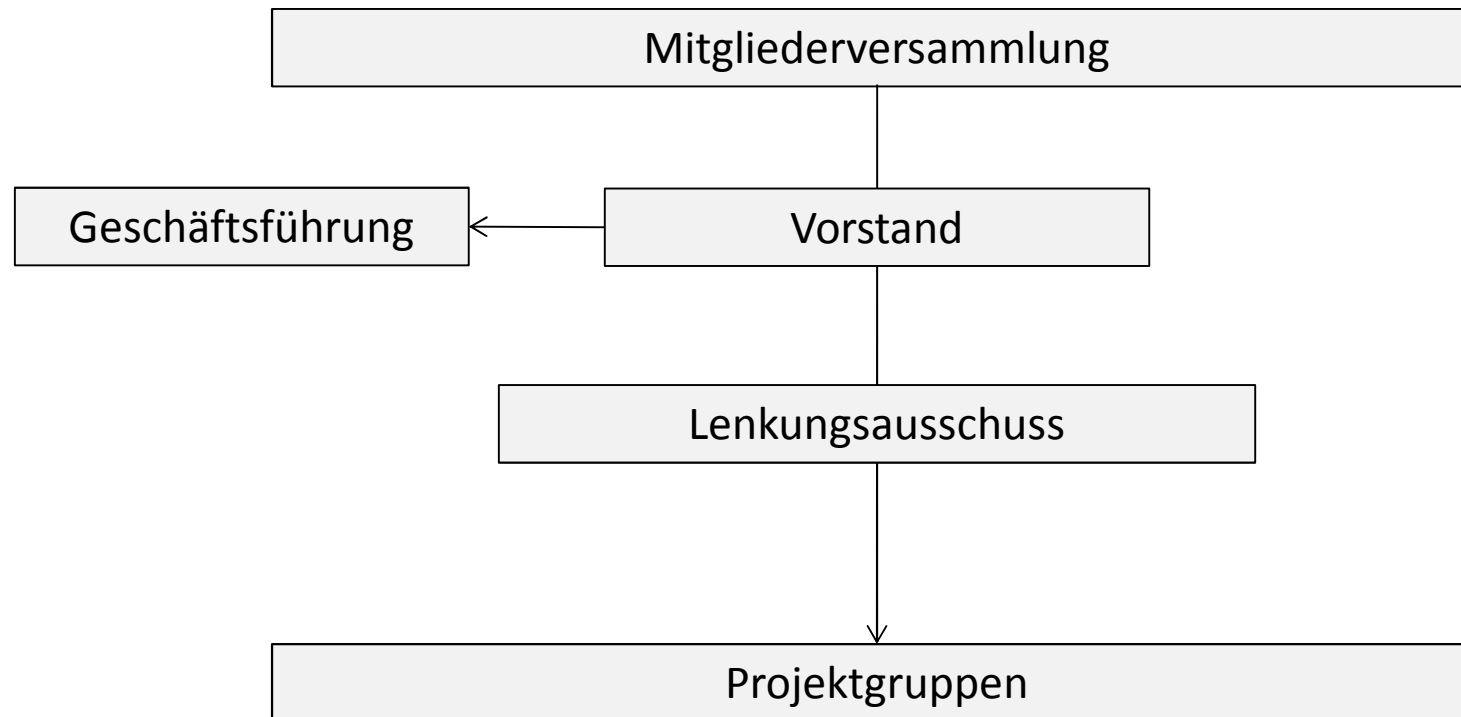 Mitgliederversammlung
Geschäftsführung
Vorstand
Lenkungsausschuss
Projektgruppen